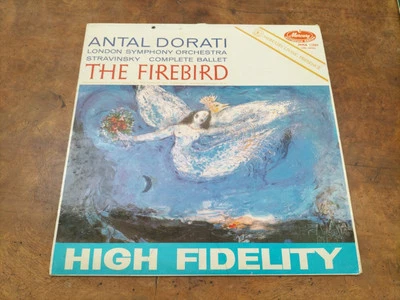 ANTAL DORATI
LONDON SYMPHONY ORCHESTRA
STRAVINSKY COMPLETE BALLET
THE FIREBIRD
Mercury
HIGH FIDELITY